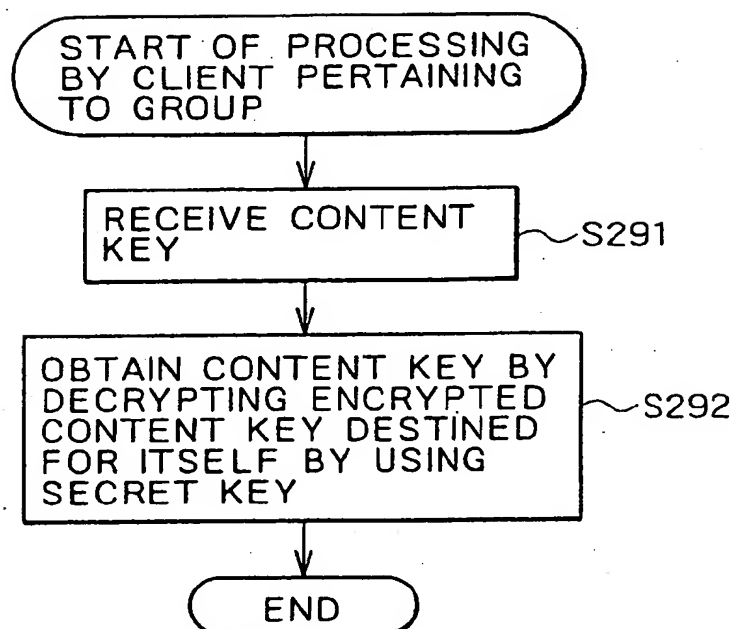 START OF PROCESSING
BY CLIENT PERTAINING
TO GROUP
RECEIVE CONTENT
KEY
S291
OBTAIN CONTENT KEY BY
DECRYPTING ENCRYPTED
CONTENT KEY DESTINED
FOR ITSELF BY USING
SECRET KEY
S292
END